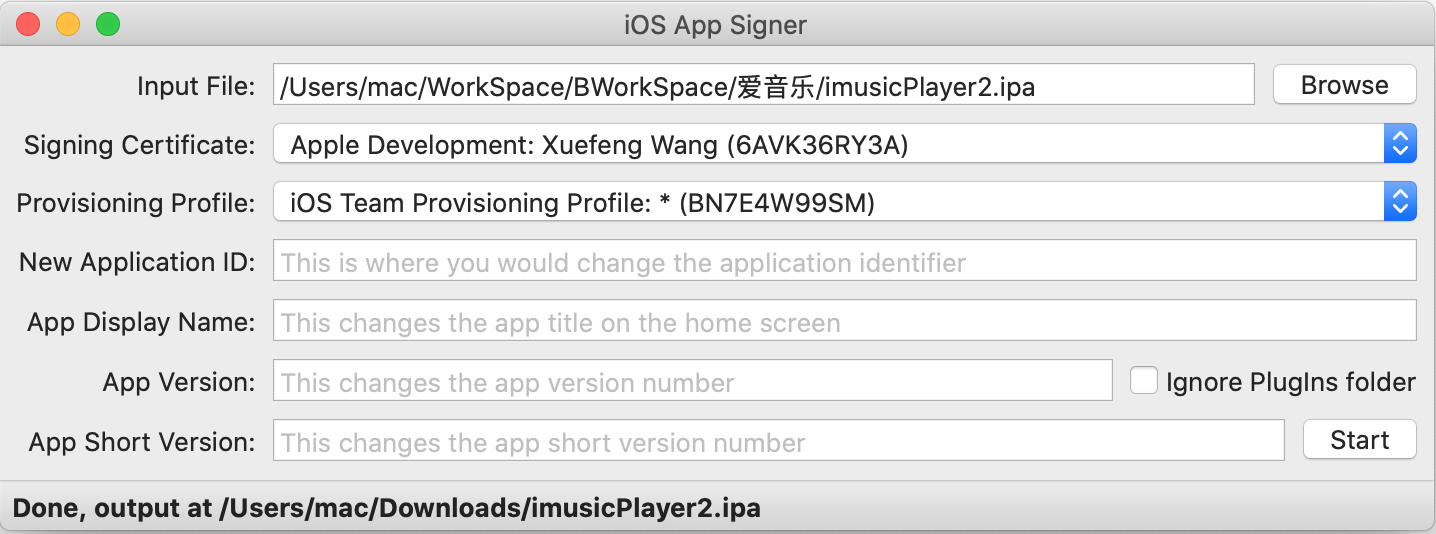 iOS App Signer
Input File: /Users/mac/WorkSpace/BWorkSpace/爱音乐/imusicPlayer2.ipa Browse
Signing Certificate: Apple Development: Xuefeng Wang (6AVK36RY3A)
Provisioning Profile: iOS Team Provisioning Profile: * (BN7E4W99SM)
New Application ID: This is where you would change the application identifier
App Display Name: This changes the app title on the home screen
App Version: This changes the app version number Ignore PlugIns folder
App Short Version: This changes the app short version number Start
Done, output at /Users/mac/Downloads/imusicPlayer2.ipa